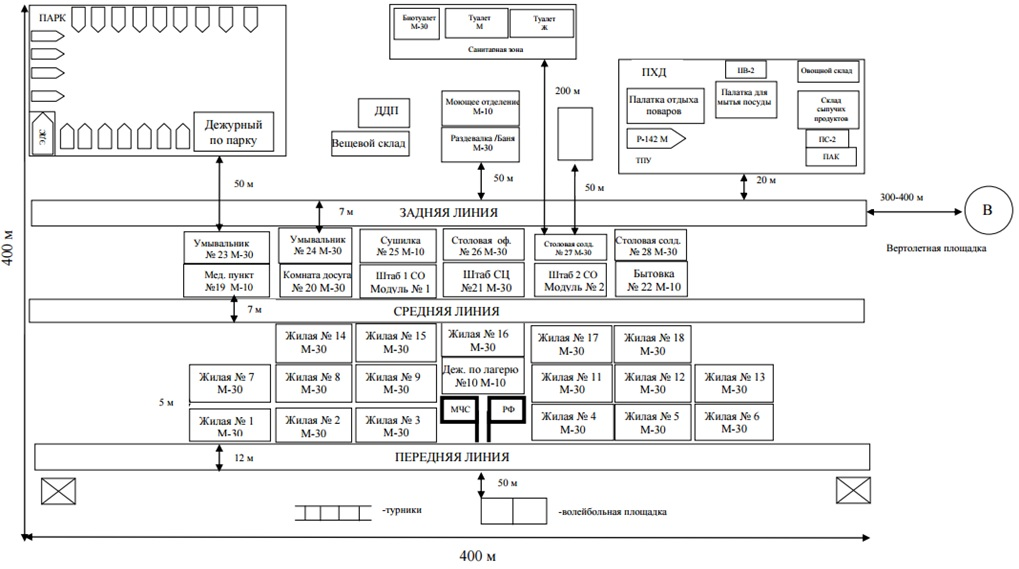 ПАРК
ЭДС
Дежурный
по парку
Биотуалет
М-30
Туалет
М
Туалет
Ж
Санитарная зона
ДДП
Вещевой склад
Моющее отделение
М-10
Раздевалка /Баня
М-30
200 м
ПХД
ПВ-2
Овощной склад
Палатка отдыха
поваров
Палатка для
мытья посуды
Склад
сыпучих
продуктов
Р-142 М
ПС-2
ПАК
ТПУ
50 м
50 м
50 м
20 м
300-400 м
В
Вертолетная площадка
7 м
ЗАДНЯЯ ЛИНИЯ
400 м
Умывальник
№ 23 М-30
Умывальник
№ 24 М-30
Сушилка
№ 25 М-10
Столовая оф.
№ 26 М-30
Столовая солд.
№ 27 М-30
Столовая солд.
№ 28 М-30
Мед. пункт
№19 М-10
Комната досуга
№ 20 М-30
Штаб 1 СО
Модуль № 1
Штаб СЦ
№21 М-30
Штаб 2 СО
Модуль № 2
Бытовка
№ 22 М-10
7 м
СРЕДНЯЯ ЛИНИЯ
Жилая № 14
М-30
Жилая № 15
М-30
Жилая № 16
М-30
Жилая № 17
М-30
Жилая № 18
М-30
Жилая № 7
М-30
Жилая № 8
М-30
Жилая № 9
М-30
Деж. по лагерю
№10 М-10
Жилая № 11
М-30
Жилая № 12
М-30
Жилая № 13
М-30
5 м
Жилая № 1
М-30
Жилая № 2
М-30
Жилая № 3
М-30
МЧС
РФ
Жилая № 4
М-30
Жилая № 5
М-30
Жилая № 6
М-30
12 м
ПЕРЕДНЯЯ ЛИНИЯ
50 м
-турники
-волейбольная площадка
400 м